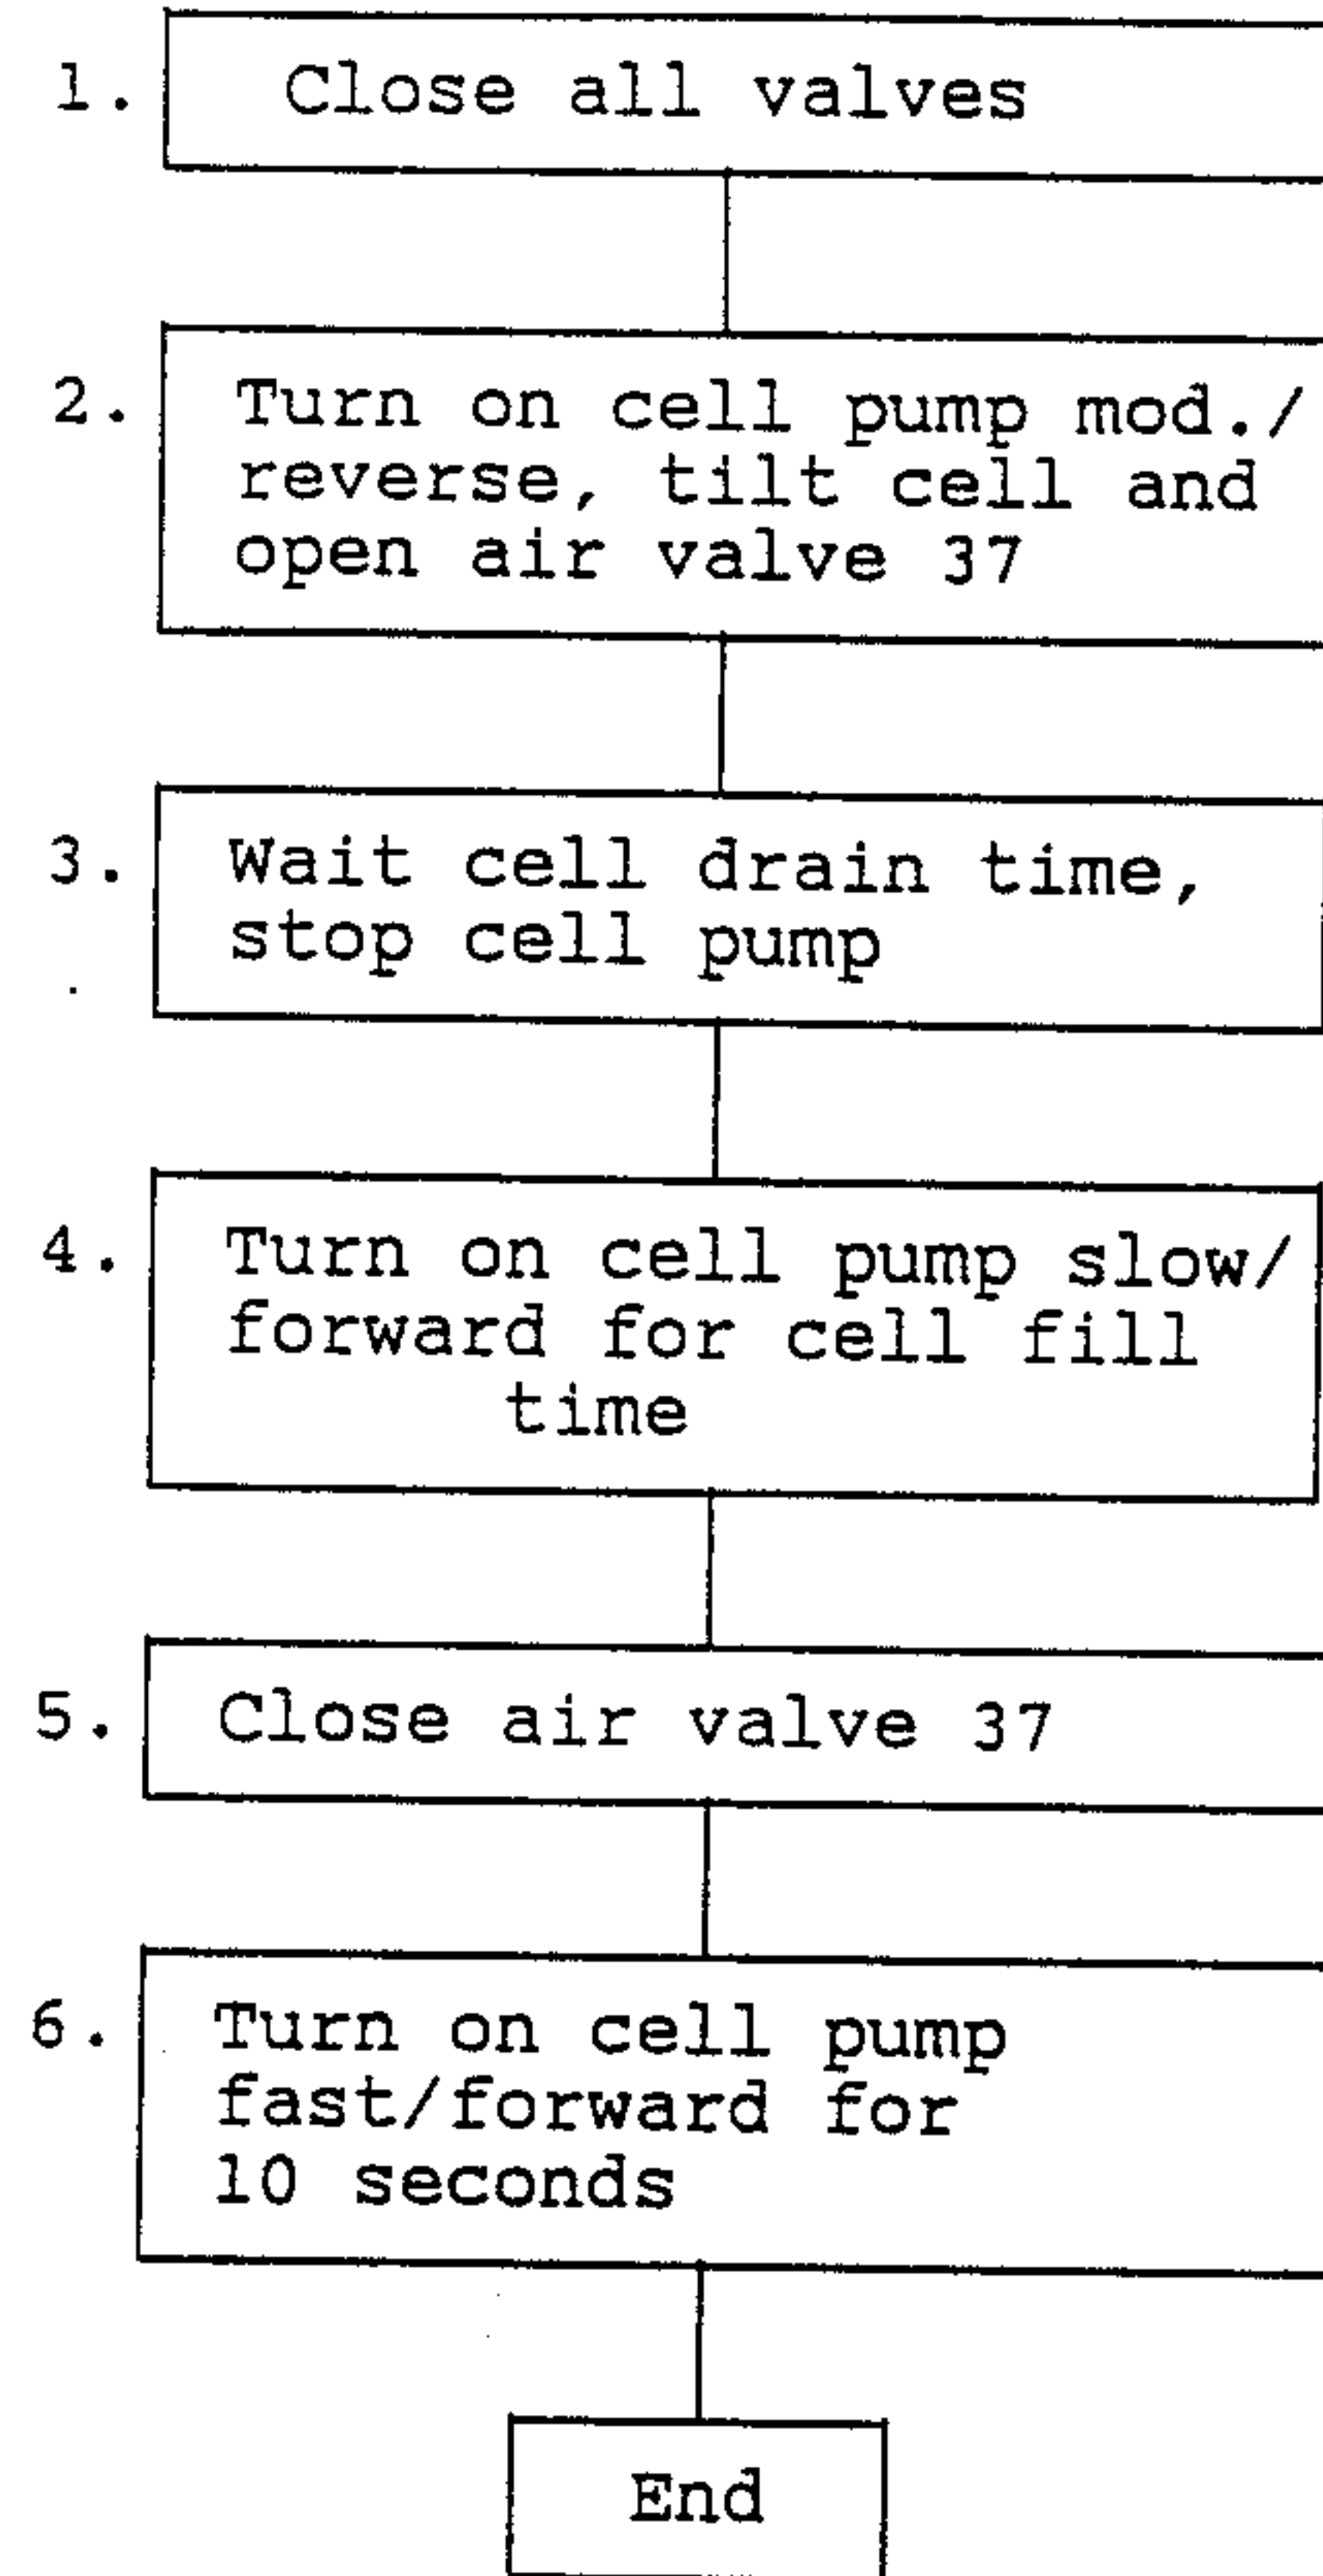 1. Close all valves
2. Turn on cell pump mod./
reverse, tilt cell and
open air valve 37
3. Wait cell drain time,
stop cell pump
4. Turn on cell pump slow/
forward for cell fill
time
5. Close air valve 37
6. Turn on cell pump
fast/forward for
10 seconds
End